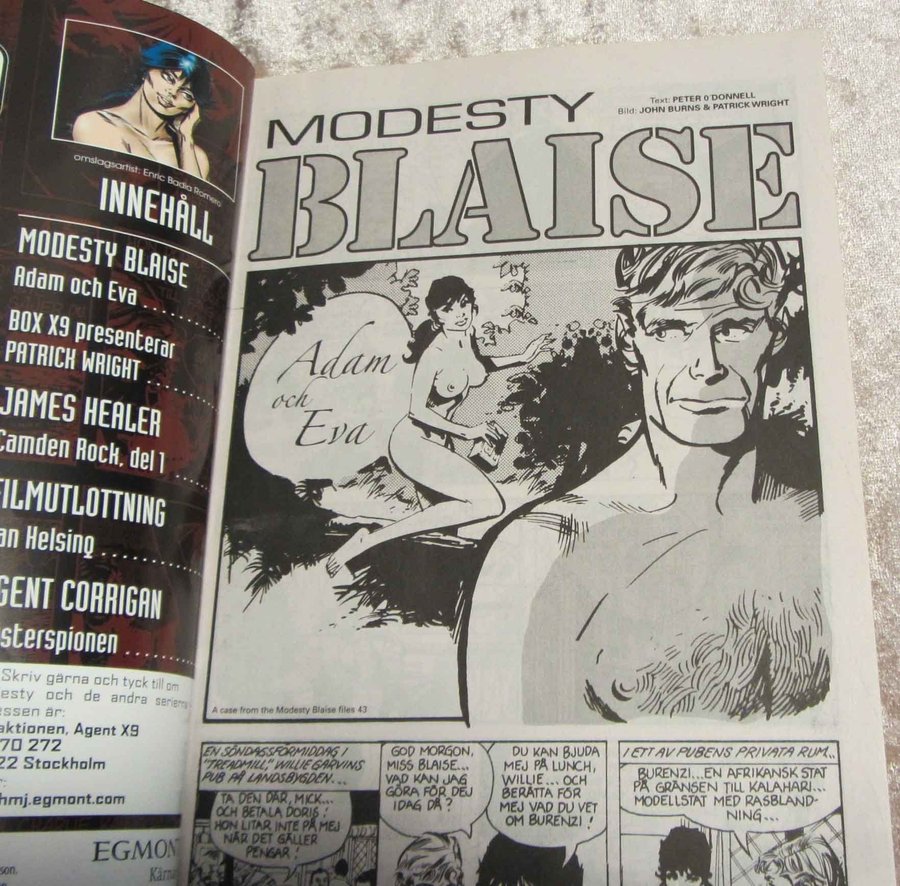 omslagsartist: Enric Badia Romero
INNEHÅLL
MODESTY BLAISE
Adam och Eva
BOX X9 presenterar
PATRICK WRIGHT
JAMES HEALER
Camden Rock, del 1
FILMUTLOTTNING
an Helsing
GENT CORRIGAN
sterspionen
Skriv gärna och tyck till om
esty och de andra serierna
essen är:
aktionen, Agent X9
70 272
22 Stockholm
hmj.egmont.com
EGMON
Kärna
MODESTY
BLAISE
Text: PETER O'DONNELL
Bild: JOHN BURNS & PATRICK WRIGHT
Adam
och
Eva
A case from the Modesty Blaise files 43
EN SÖNDAGSFÖRMIDDAG I
"TREADMILL," WILLIE GARVINS
PUB PÅ LANDSBYGDEN...
TA DEN DÄR, MICK...
OCH BETALA DORIS!
HON LITAR INTE PÅ MEJ
NÄR DET GÄLLER
PENGAR!
GOD MORGON,
MISS BLAISE...
VAD KAN JAG
GÖRA FÖR DEJ
IDAG DÅ?
DU KAN BJUDA
MEJ PÅ LUNCH,
WILLIE... OCH
BERÄTTA FÖR
MEJ VAD DU VET
OM BURENZI!
I ETT AV PUBENS PRIVATA RUM...
BURENZI...EN AFRIKANSK STAT
PÅ GRÄNSEN TILL KALAHARI...
MODELLSTAT MED RASBLAND-
NING...